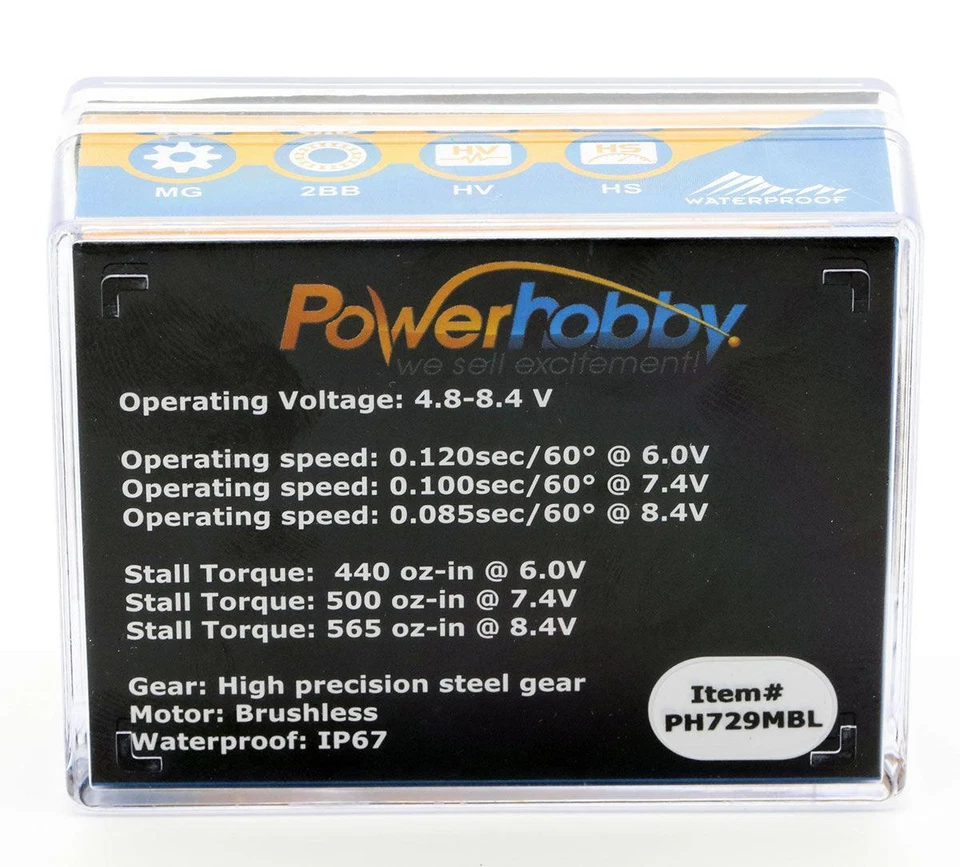 MG 2BB HV HS
HV HS
WATERPROOF
Powerhobby.
we sell excitement!
Operating Voltage: 4.8-8.4 V
Operating speed: 0.120sec/60° @ 6.0V
Operating speed: 0.100sec/60° @ 7.4V
Operating speed: 0.085sec/60° @ 8.4V
Stall Torque: 440 oz-in @ 6.0V
Stall Torque: 500 oz-in @ 7.4V
Stall Torque: 565 oz-in @ 8.4V
Gear: High precision steel gear
Motor: Brushless
Waterproof: IP67
Item#
PH729MBL